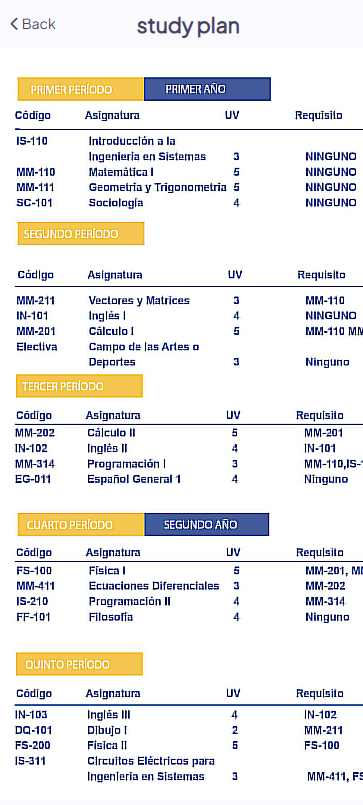 Back
study plan
PRIMER PERÍODO PRIMER AÑO
Código Asignatura UV Requisito
IS-110 Introducción a la
Ingeniería en Sistemas 3 NINGUNO
MM-110 Matemática I 5 NINGUNO
MM-111 Geometría y Trigonometría 5 NINGUNO
SC-101 Sociología 4 NINGUNO
SEGUNDO PERÍODO
Código Asignatura UV Requisito
MM-211 Vectores y Matrices 3 MM-110
IN-101 Inglés I 4 NINGUNO
MM-201 Cálculo I 5 MM-110 MM
Electiva Campo de las Artes o
Deportes 3 Ninguno
TERCER PERÍODO
Código Asignatura UV Requisito
MM-202 Cálculo II 5 MM-201
IN-102 Inglés II 4 IN-101
MM-314 Programación I 3 MM-110,IS-1
EG-011 Español General 1 4 Ninguno
CUARTO PERÍODO SEGUNDO AÑO
Código Asignatura UV Requisito
FS-100 Física I 5 MM-201, MM
MM-411 Ecuaciones Diferenciales 3 MM-202
IS-210 Programación II 4 MM-314
FF-101 Filosofía 4 Ninguno
QUINTO PERÍODO
Código Asignatura UV Requisito
IN-103 Inglés III 4 IN-102
DQ-101 Dibujo I 2 MM-211
FS-200 Física II 5 FS-100
IS-311 Circuitos Eléctricos para
Ingeniería en Sistemas 3 MM-411, FS